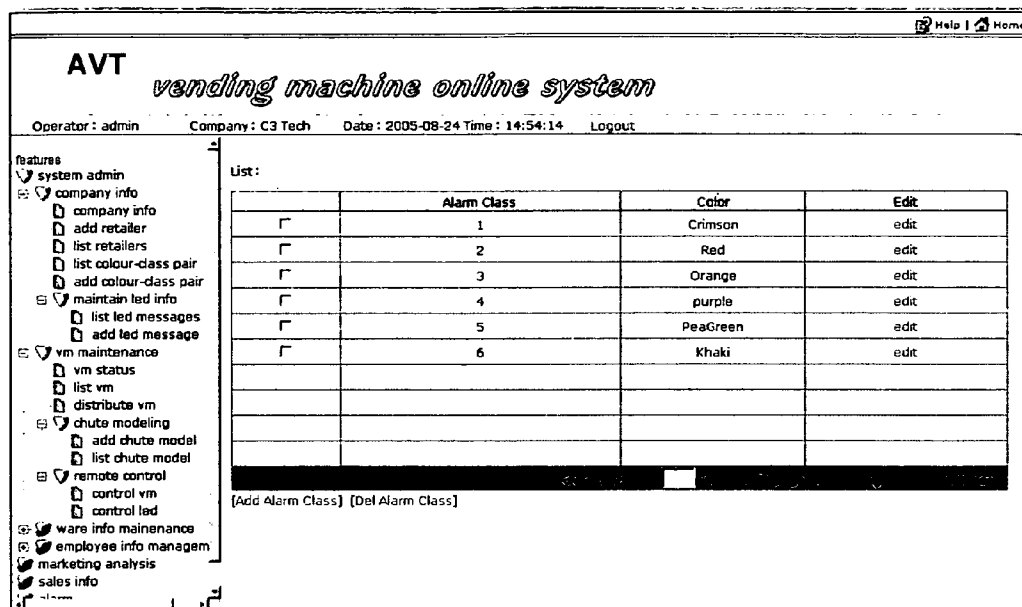 Help | Home
AVT
vending machine online system
Operator : admin Company : C3 Tech Date : 2005-08-24 Time : 14:54:14 Logout
features
system admin
company info
company info
add retailer
list retailers
list colour-class pair
add colour-class pair
maintain led info
list led messages
add led message
vm maintenance
vm status
list vm
distribute vm
chute modeling
add chute model
list chute model
remote control
control vm
control led
ware info mainenance
employee info managem
marketing analysis
sales info
alarm
List :
Alarm Class Color Edit
1 Crimson edit
2 Red edit
3 Orange edit
4 purple edit
5 PeaGreen edit
6 Khaki edit
[Add Alarm Class] [Del Alarm Class]